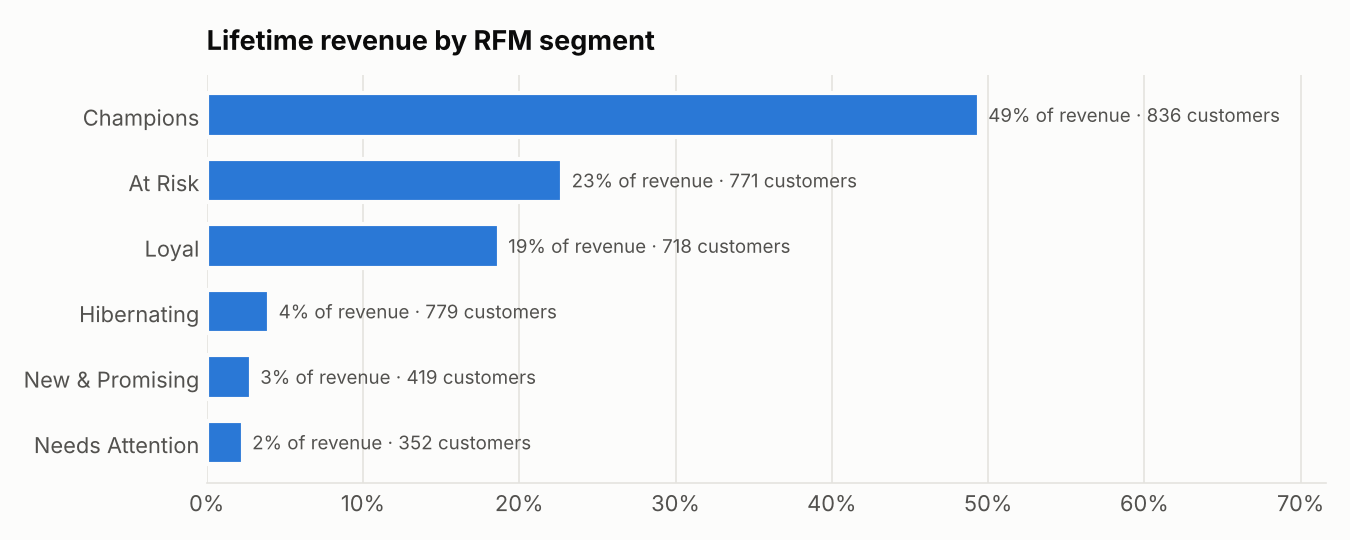 Lifetime revenue by RFM segment
Champions 49% of revenue · 836 customers
At Risk 23% of revenue · 771 customers
Loyal 19% of revenue · 718 customers
Hibernating 4% of revenue · 779 customers
New & Promising 3% of revenue · 419 customers
Needs Attention 2% of revenue · 352 customers
0% 10% 20% 30% 40% 50% 60% 70%